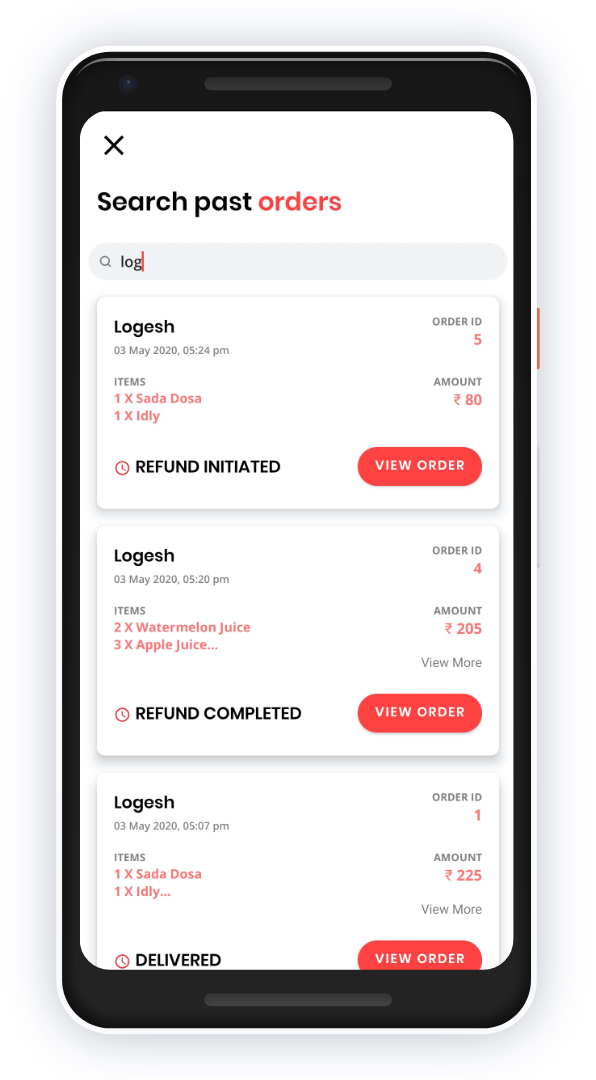 Search past orders
log
Logesh
ORDER ID
03 May 2020, 05:24 pm
5
ITEMS
AMOUNT
1 X Sada Dosa
₹ 80
1 X Idly
REFUND INITIATED
VIEW ORDER
Logesh
ORDER ID
03 May 2020, 05:20 pm
4
ITEMS
AMOUNT
2 X Watermelon Juice
₹ 205
3 X Apple Juice...
View More
REFUND COMPLETED
VIEW ORDER
Logesh
ORDER ID
03 May 2020, 05:07 pm
1
ITEMS
AMOUNT
1 X Sada Dosa
₹ 225
1 X Idly...
View More
DELIVERED
VIEW ORDER